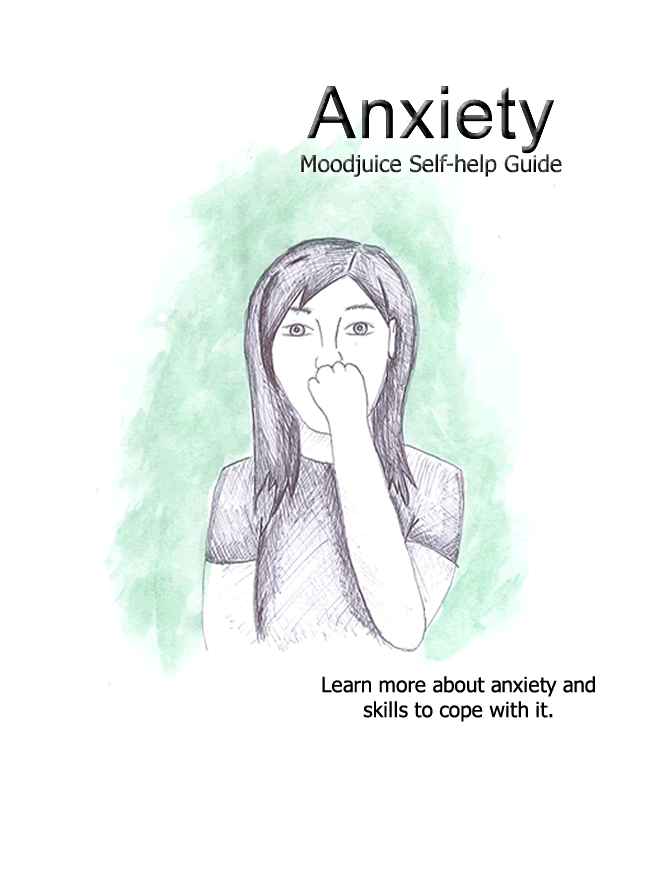 Anxiety
Moodjuice Self-help Guide
Learn more about anxiety and
skills to cope with it.